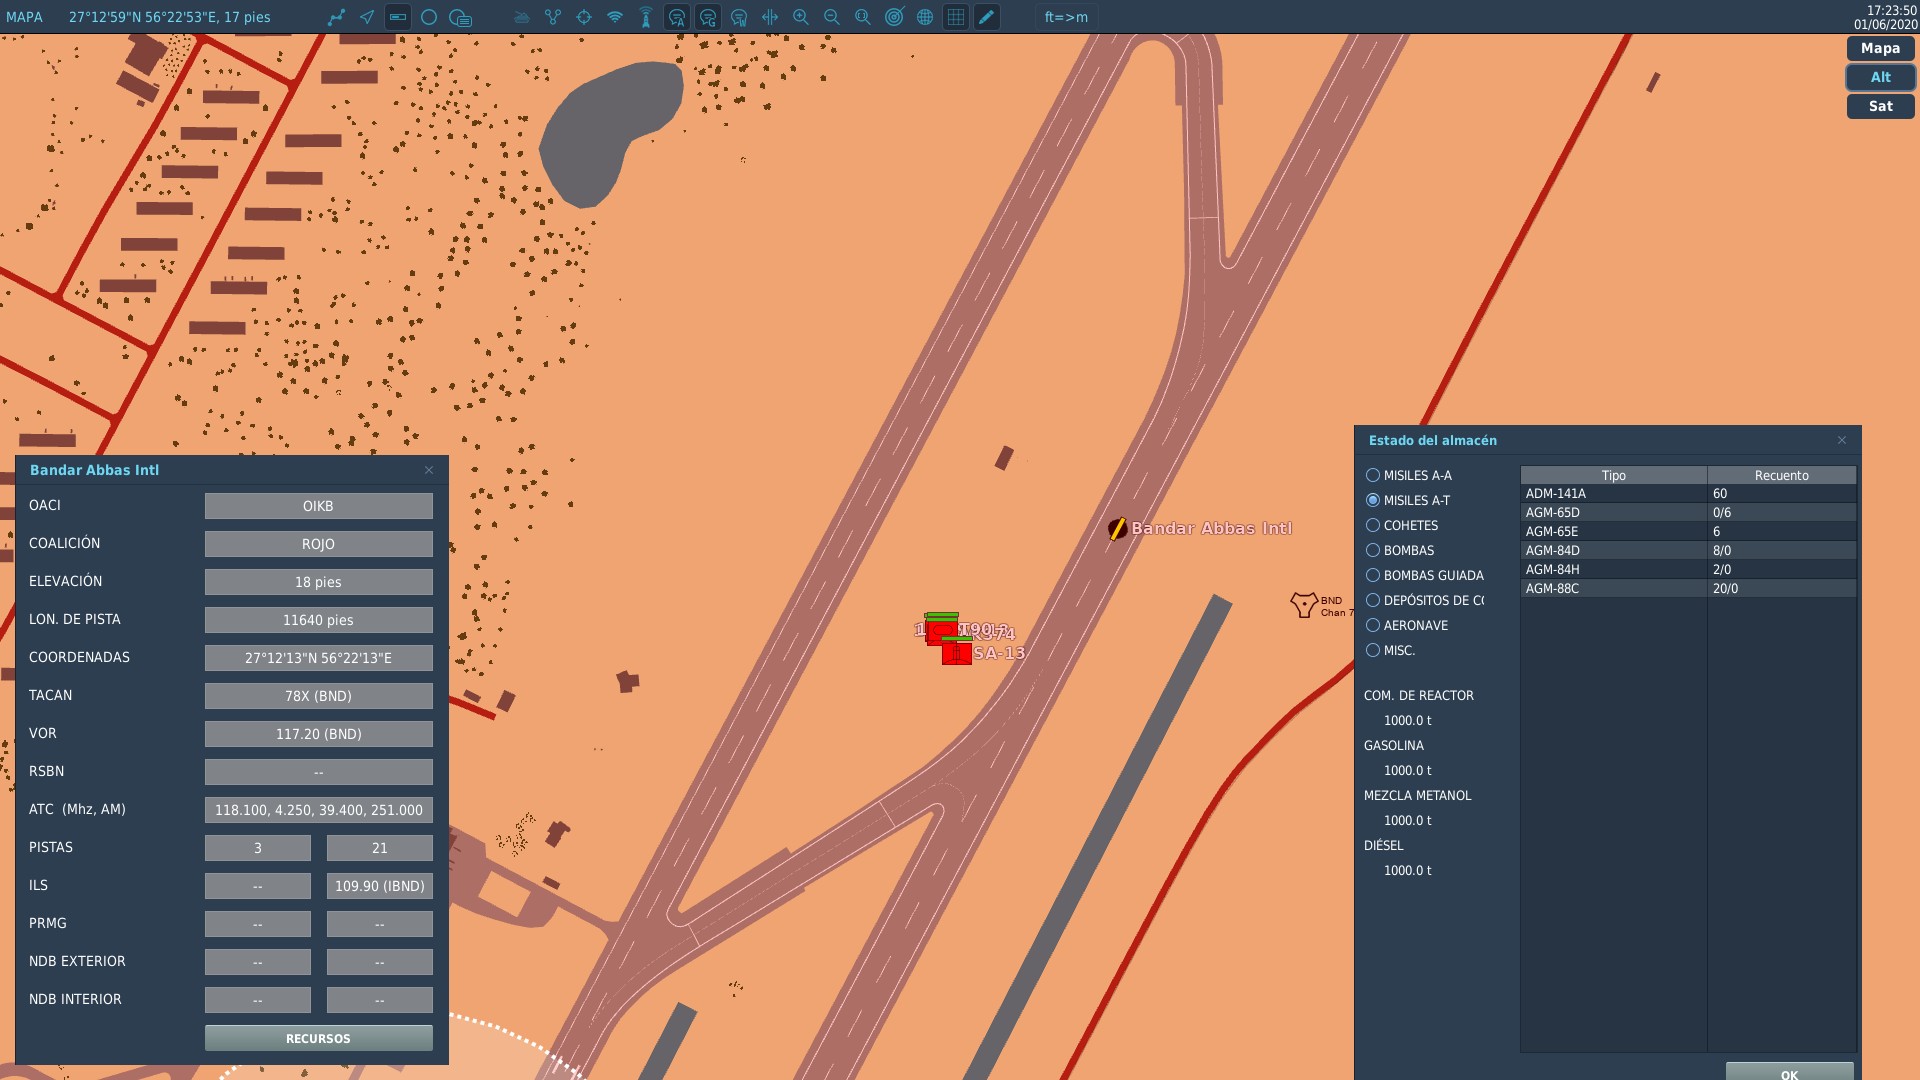 MAPA
27°12'59"N 56°22'53"E, 17 pies
ft=>m
17:23:50
01/06/2020
Mapa
Alt
Sat
Bandar Abbas Intl
OACI
OIKB
COALICIÓN
ROJO
ELEVACIÓN
18 pies
LON. DE PISTA
11640 pies
COORDENADAS
27°12'13"N 56°22'13"E
TACAN
78X (BND)
VOR
117.20 (BND)
RSBN
--
ATC (Mhz, AM)
118.100, 4.250, 39.400, 251.000
PISTAS
3
21
ILS
--
109.90 (IBND)
PRMG
--
--
NDB EXTERIOR
--
--
NDB INTERIOR
--
--
RECURSOS
Bandar Abbas Intl
BND
Chan 7
SA-13
Estado del almacén
MISILES A-A
MISILES A-T
COHETES
BOMBAS
BOMBAS GUIADA
DEPÓSITOS DE CO
AERONAVE
MISC.
COM. DE REACTOR
1000.0 t
GASOLINA
1000.0 t
MEZCLA METANOL
1000.0 t
DIÉSEL
1000.0 t
Tipo Recuento
ADM-141A 60
AGM-65D 0/6
AGM-65E 6
AGM-84D 8/0
AGM-84H 2/0
AGM-88C 20/0
OK